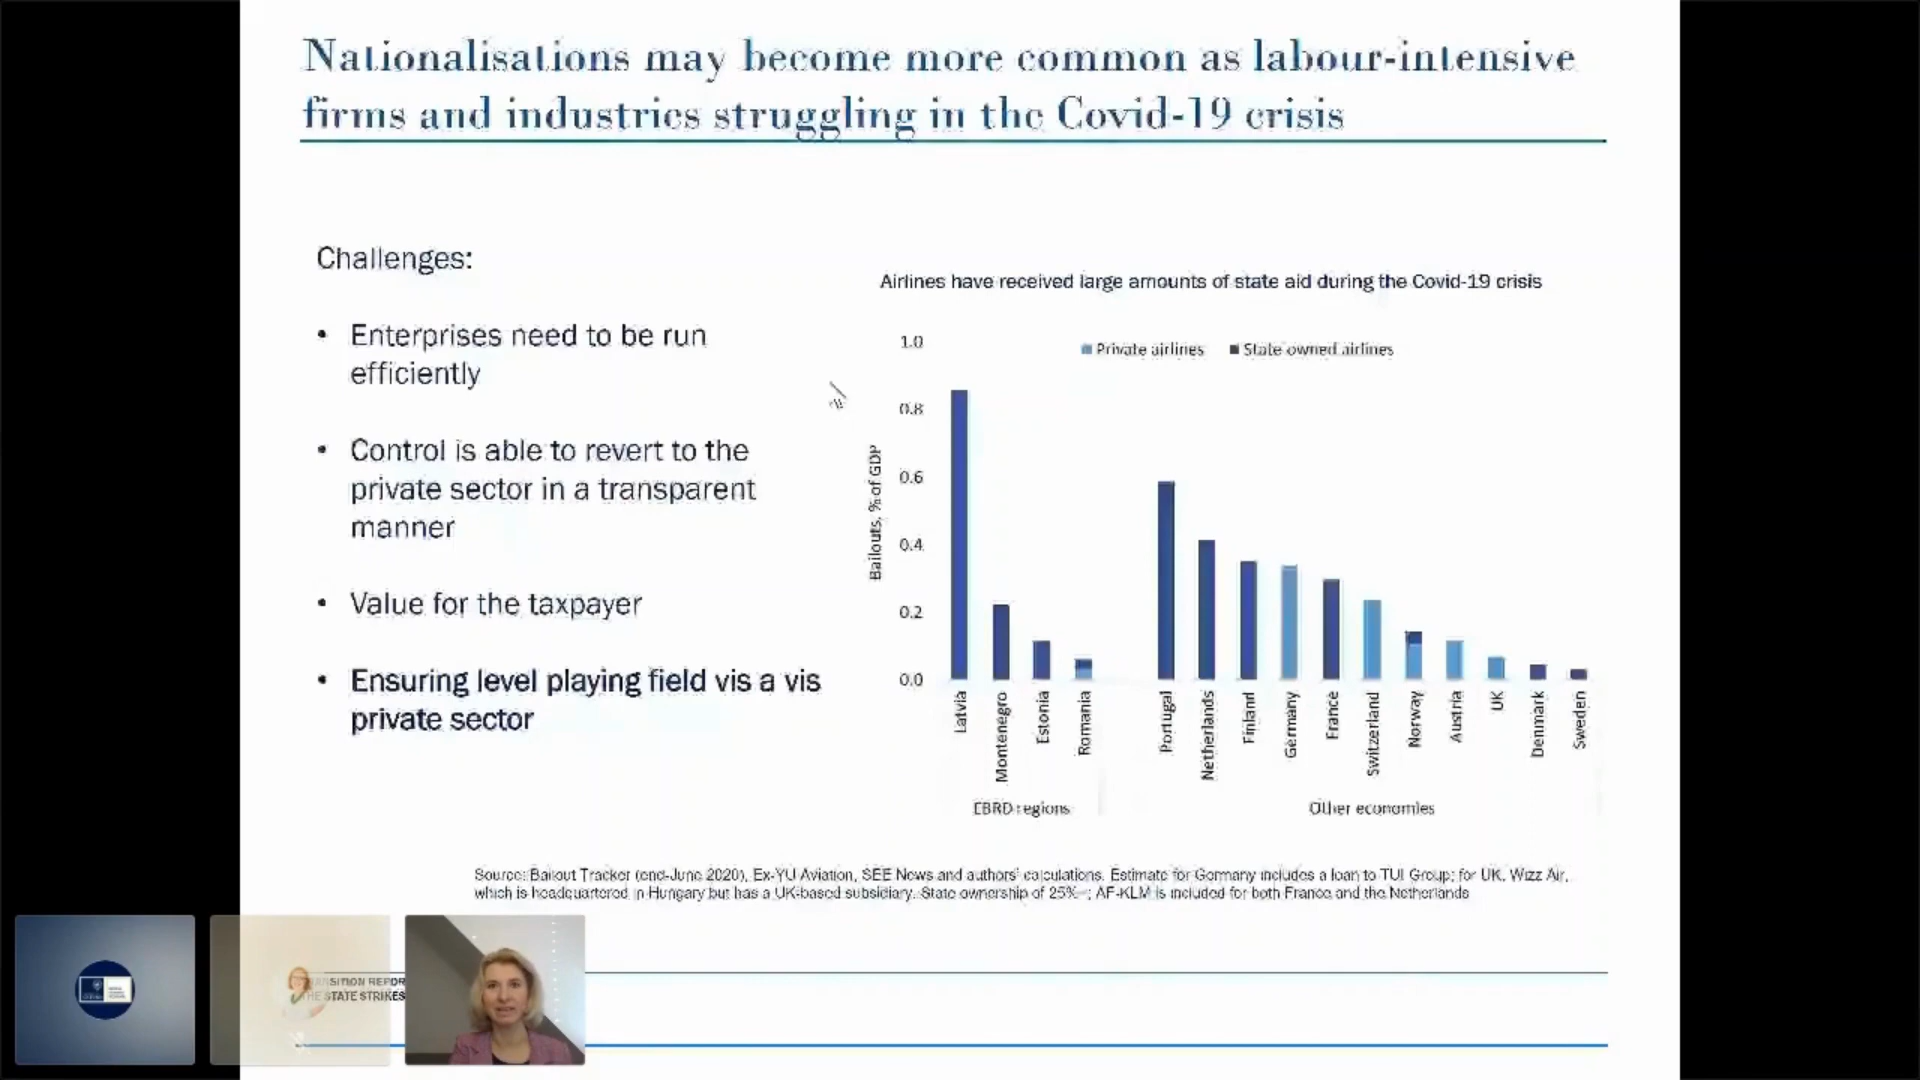 Nationalisations may become more common as labour-intensive
firms and industries struggling in the Covid-19 crisis
Challenges:
• Enterprises need to be run
efficiently
• Control is able to revert to the
private sector in a transparent
manner
• Value for the taxpayer
• Ensuring level playing field vis a vis
private sector
Airlines have received large amounts of state aid during the Covid-19 crisis
Private airlines State owned airlines
Bailouts, % of GDP
1.0
0.8
0.6
0.4
0.2
0.0
Latvia
Montenegro
Estonia
Romania
Portugal
Netherlands
Finland
Germany
France
Switzerland
Norway
Austria
UK
Denmark
Sweden
EBRD regions
Other economies
Source: Bailout Tracker (end-June 2020), Ex-YU Aviation, SEE News and authors' calculations. Estimate for Germany includes a loan to TUI Group; for UK, Wizz Air,
which is headquartered in Hungary but has a UK-based subsidiary. State ownership of 25% ; AF-KLM is included for both France and the Netherlands
SITION REPOR
STATE STRIKES